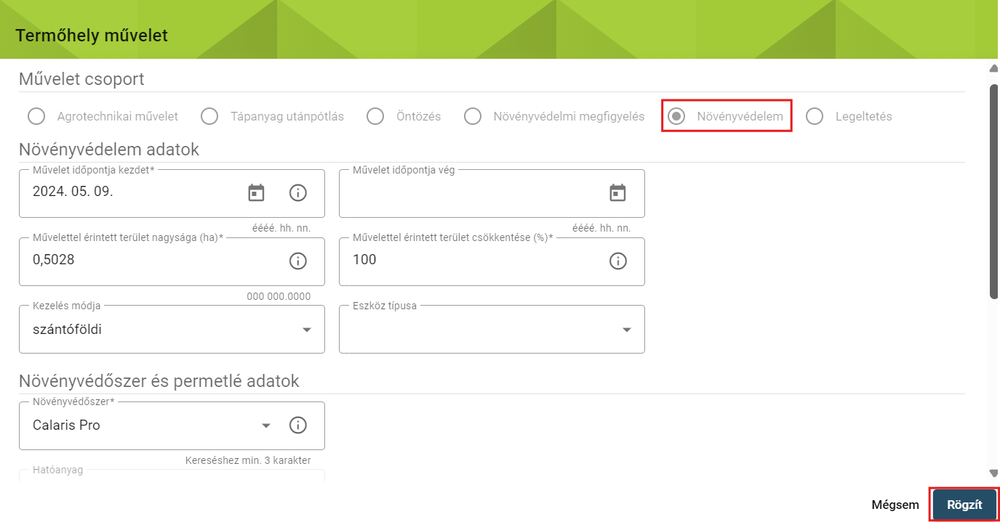 Termőhely művelet
Művelet csoport
Agrotechnikai művelet Tápanyag utánpótlás Öntözés Növényvédelmi megfigyelés Növényvédelem Legeltetés
Növényvédelem adatok
Művelet időpontja kezdet* Művelet időpontja vég
2024. 05. 09.
éééé. hh. nn. éééé. hh. nn.
Művelettel érintett terület nagysága (ha)* Művelettel érintett terület csökkentése (%)*
0,5028 100
000 000.0000
Kezelés módja Eszköz típusa
szántóföldi
Növényvédőszer és permetlé adatok
Növényvédőszer*
Calaris Pro
Kereséshez min. 3 karakter
Hatóanyag
Mégsem Rögzít